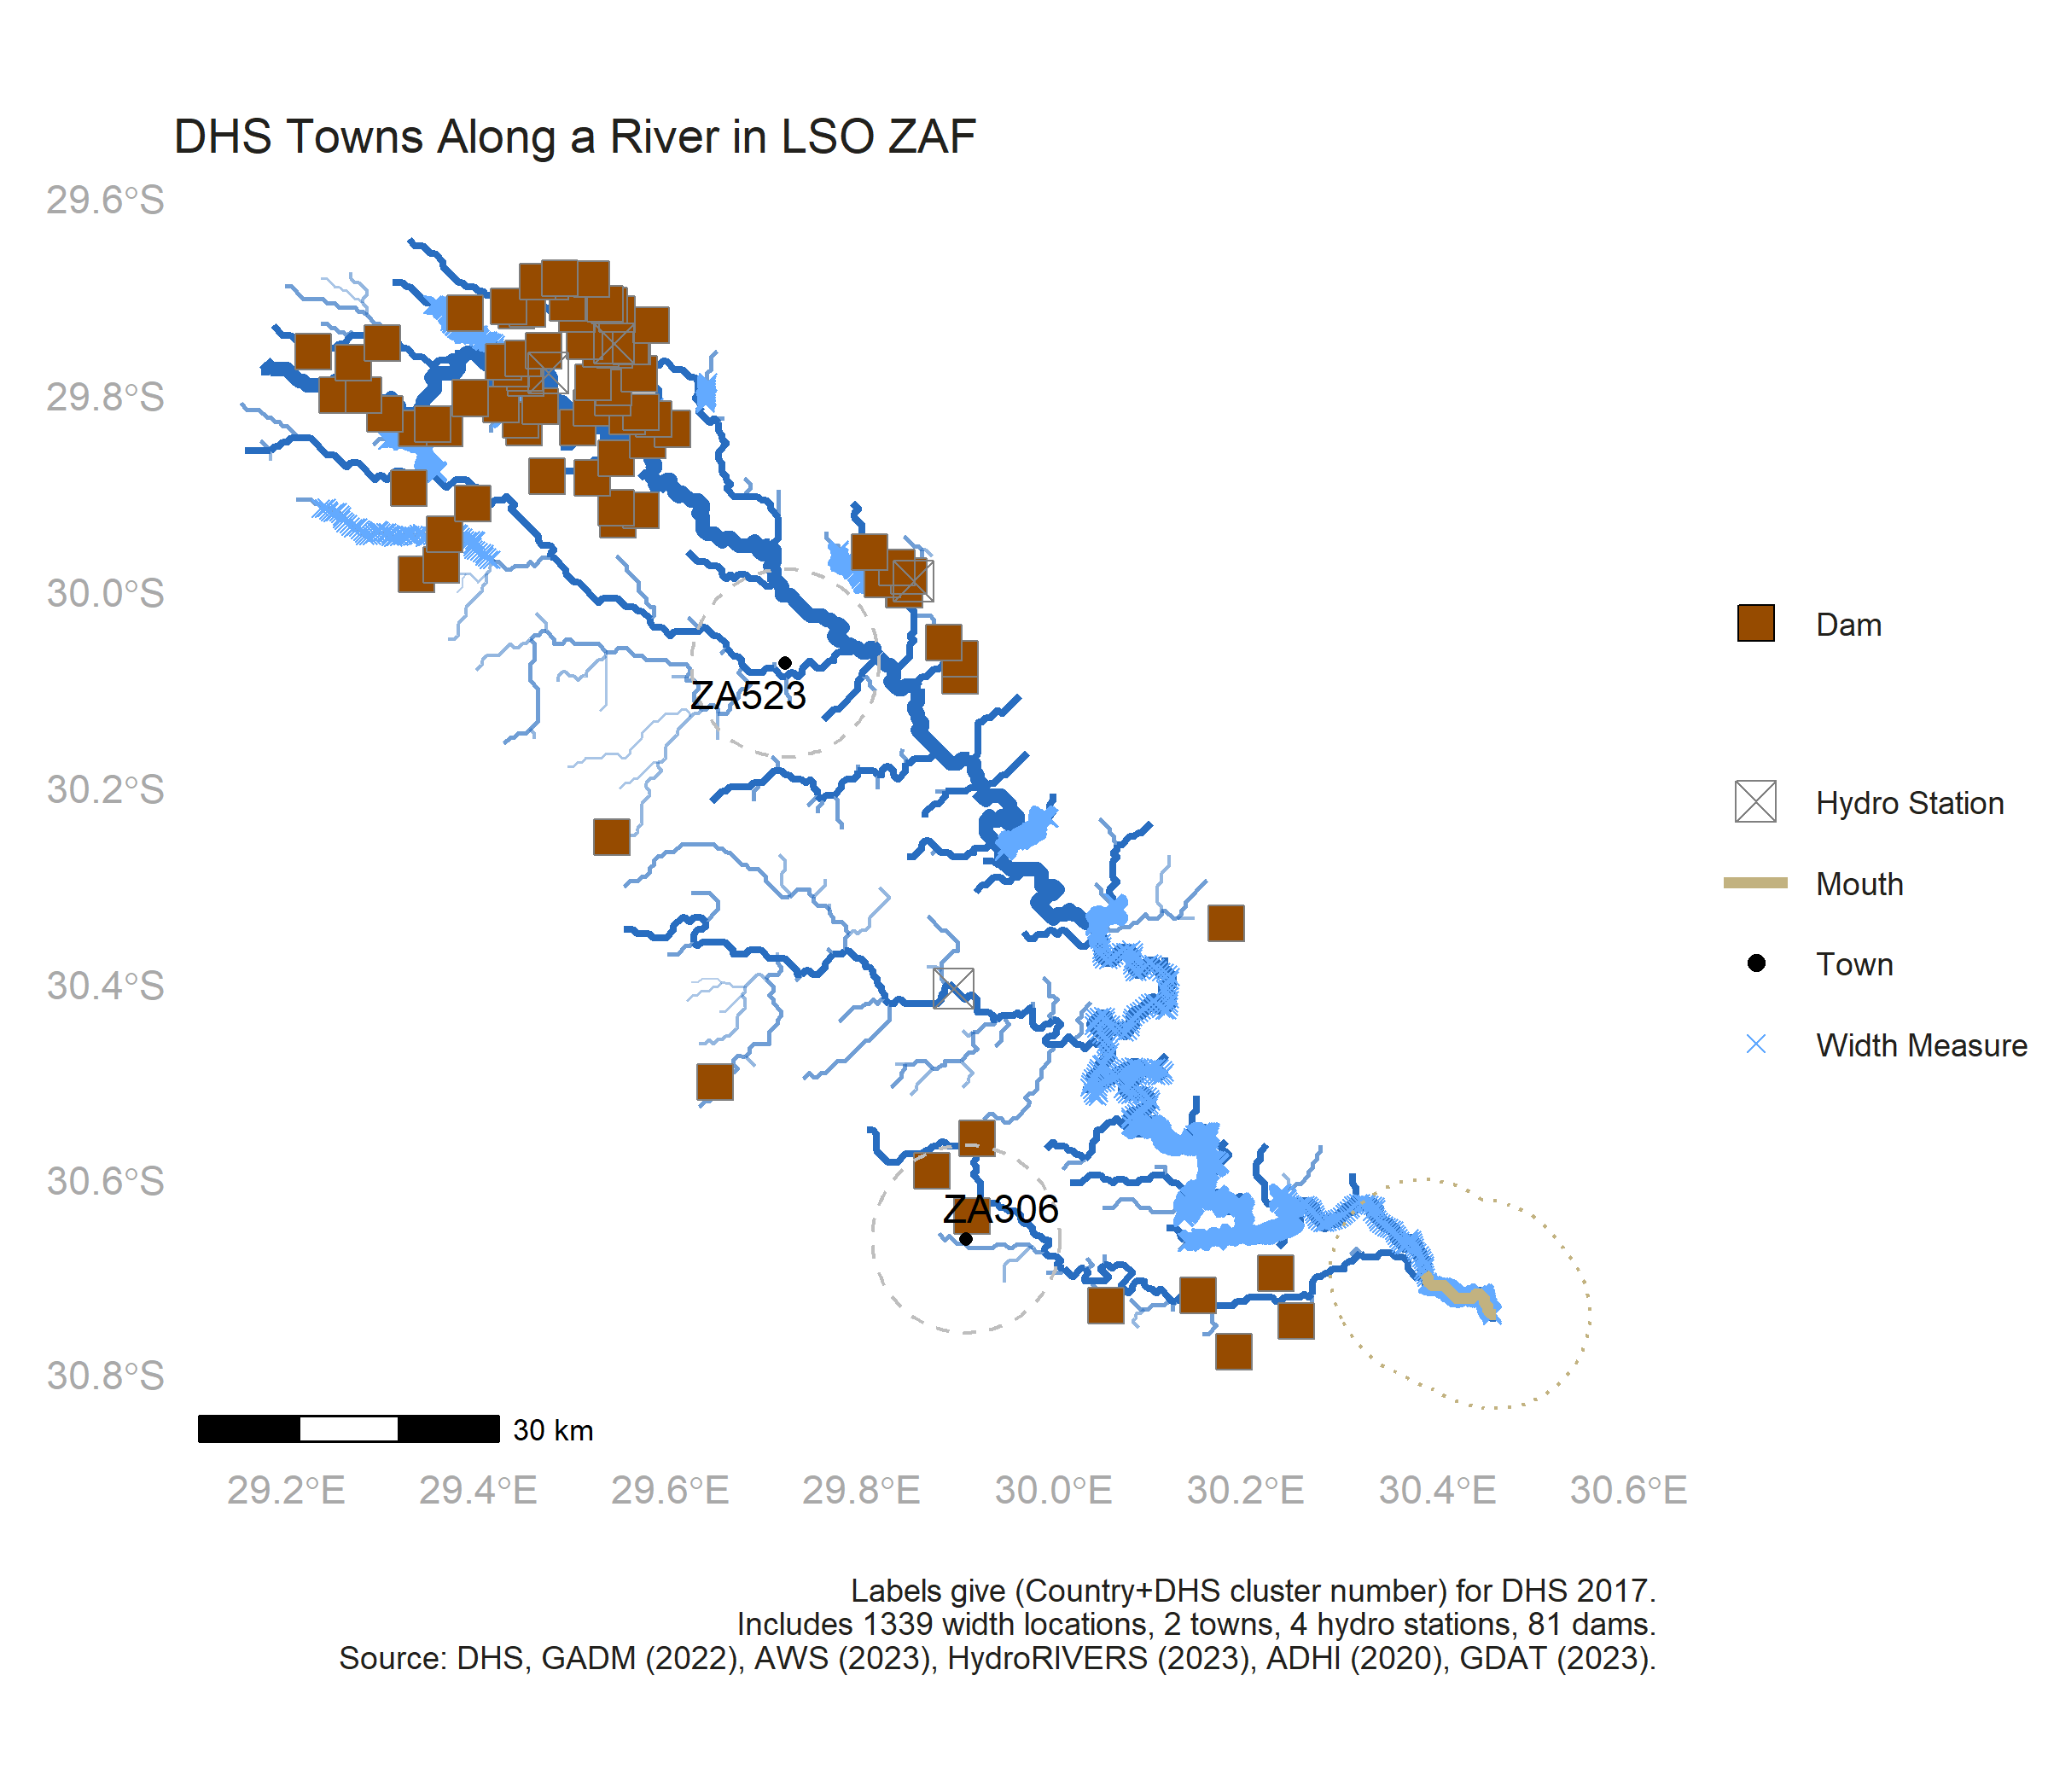 DHS Towns Along a River in LSO ZAF
29.6°S
29.8°S
30.0°S
30.2°S
30.4°S
30.6°S
30.8°S
ZA523
ZA306
Dam
Hydro Station
Mouth
Town
Width Measure
30 km
29.2°E 29.4°E 29.6°E 29.8°E 30.0°E 30.2°E 30.4°E 30.6°E
Labels give (Country+DHS cluster number) for DHS 2017.
Includes 1339 width locations, 2 towns, 4 hydro stations, 81 dams.
Source: DHS, GADM (2022), AWS (2023), HydroRIVERS (2023), ADHI (2020), GDAT (2023).